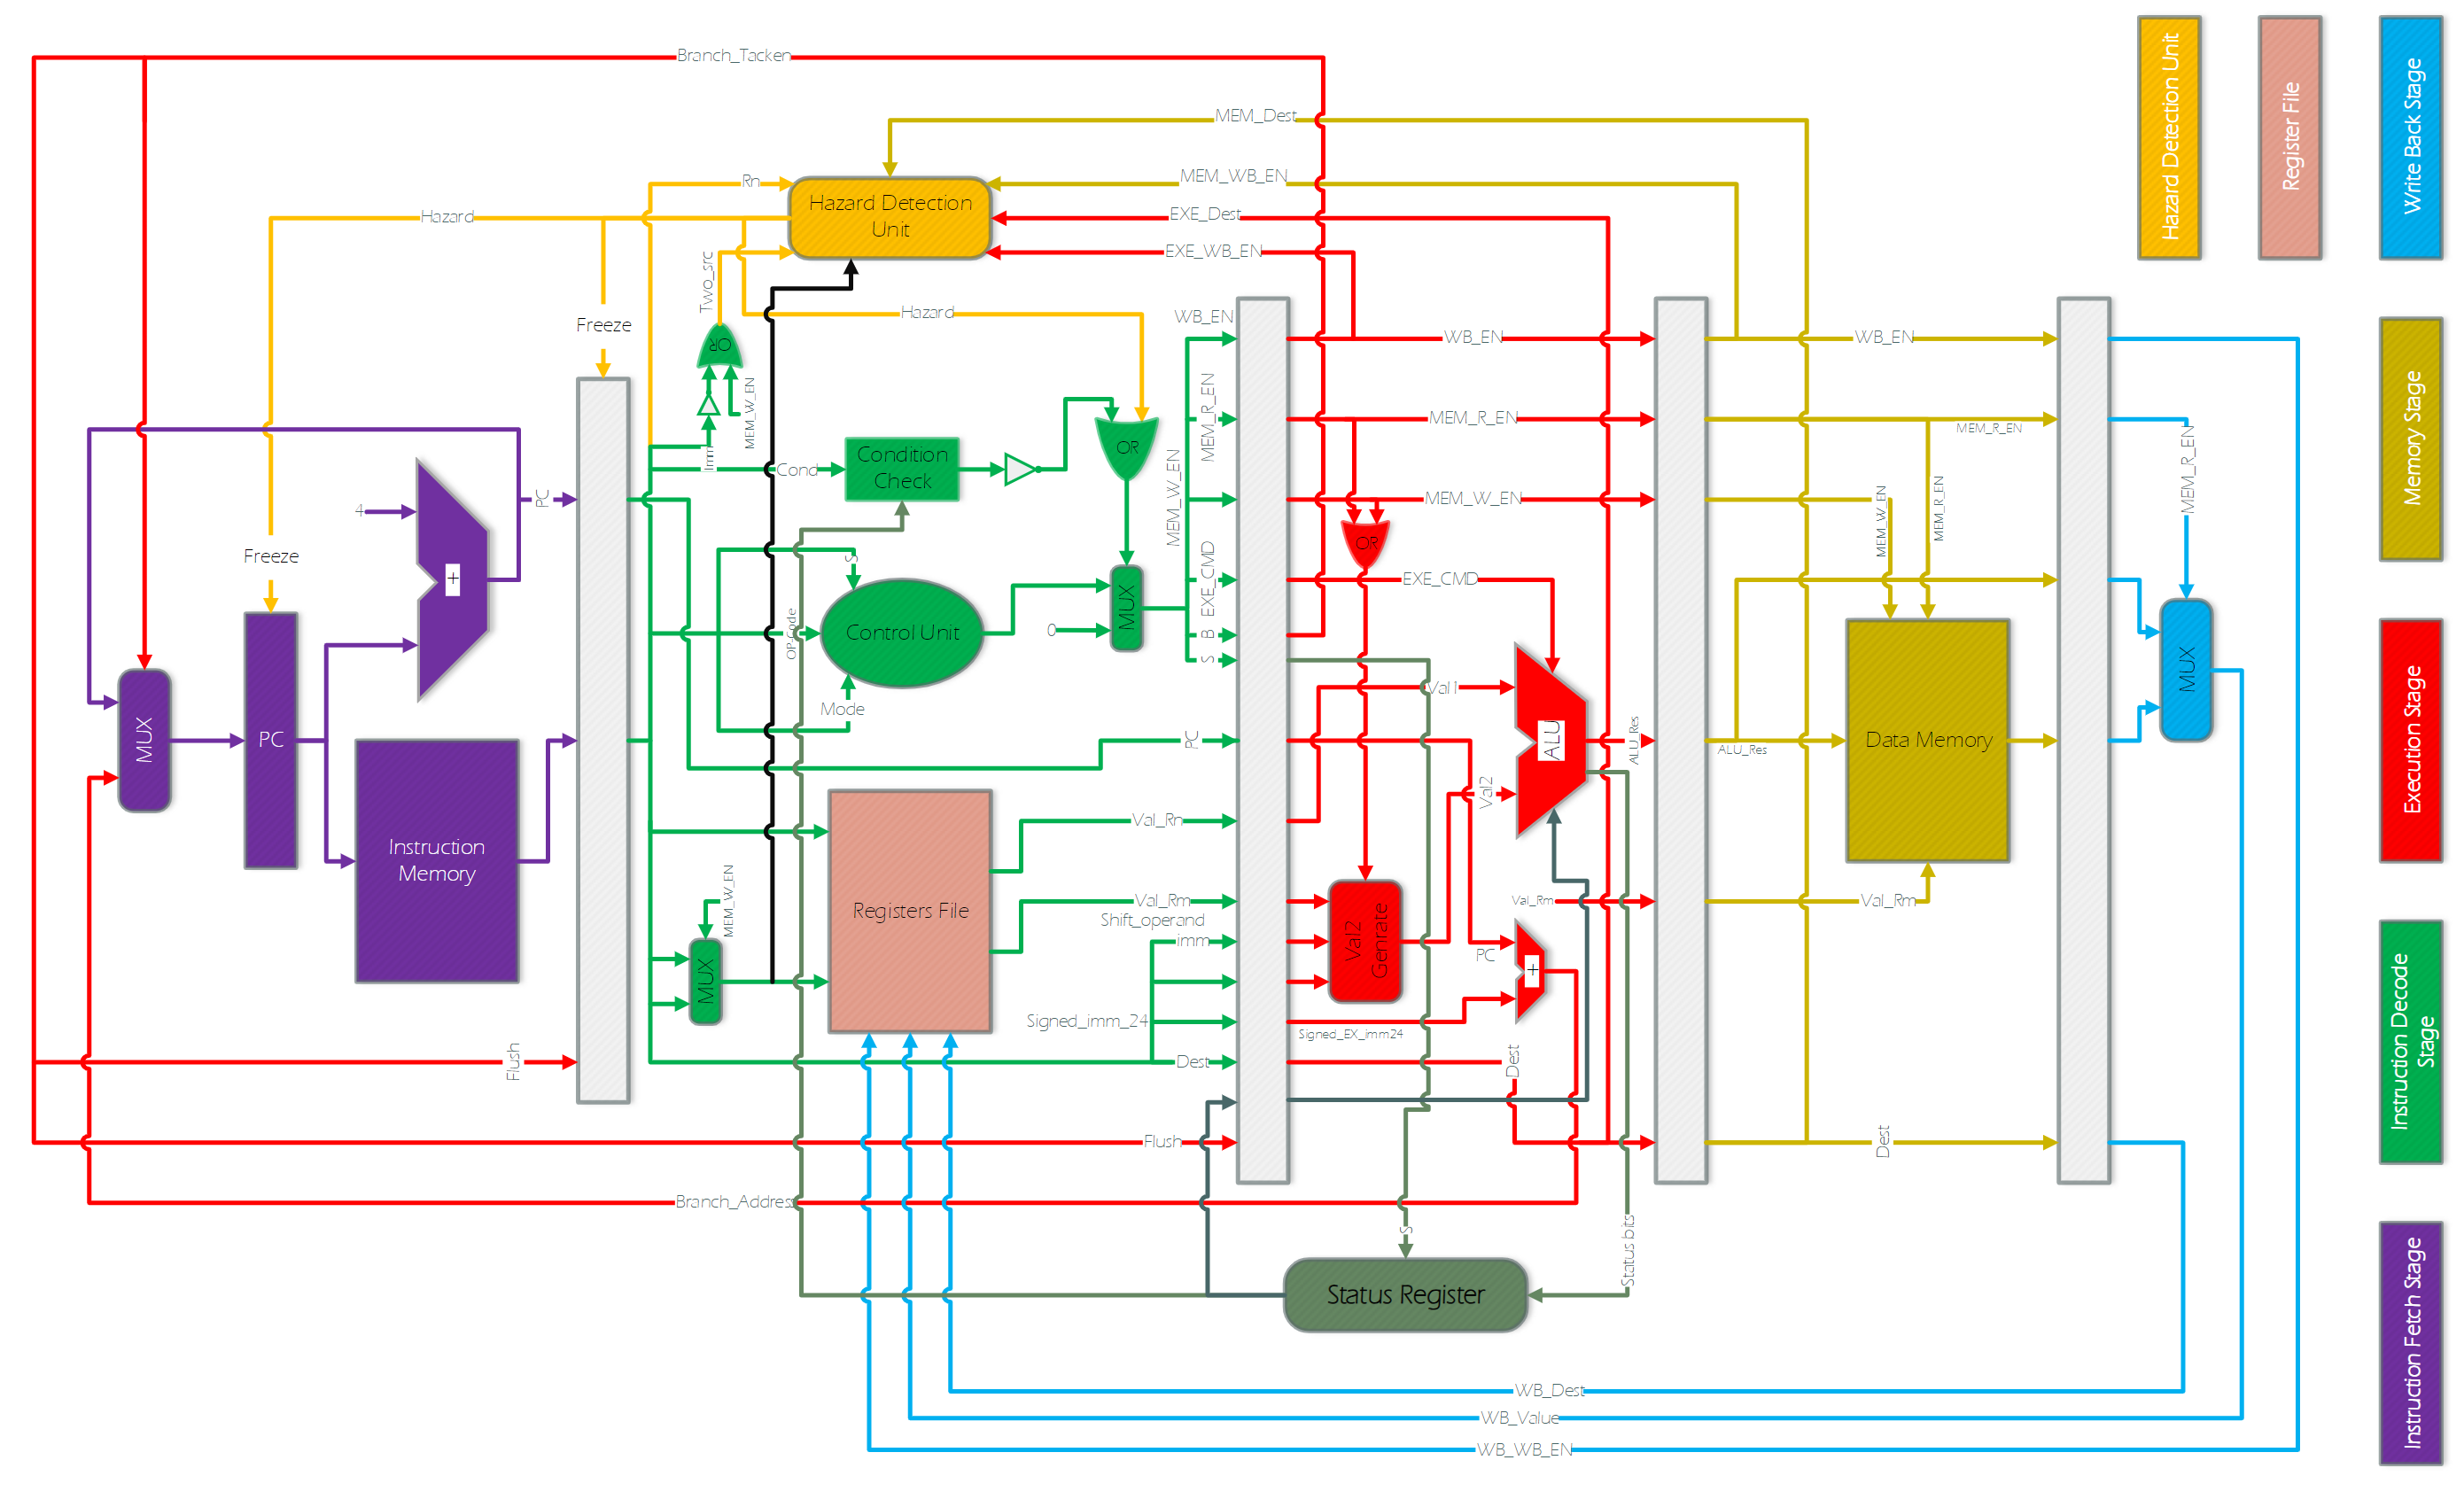 Branch_Tacken
MEM_Dest
MEM_WB_EN
Rn
Hazard Detection
Unit
EXE_Dest
Hazard
EXE_WB_EN
Two_src
Hazard
Freeze
OR
MEM_W_EN
Imm
Cond
Condition
Check
OR
WB_EN
MEM_R_EN
MEM_W_EN
EXE_CMD
B
S
WB_EN
MEM_R_EN
MEM_W_EN
OR
EXE_CMD
WB_EN
MEM_R_EN
MEM_W_EN
MEM_R_EN
MEM_R_EN
PC
4
+
Freeze
S
OP-Code
Control Unit
Mode
0
MUX
MUX
PC
Instruction
Memory
PC
Val1
ALU
Val2
ALU_Res
ALU_Res
Data Memory
MUX
Val_Rn
Registers File
MEM_W_EN
MUX
Val_Rm
Shift_operand
imm
Signed_imm_24
Dest
Val2
Genrate
Val_Rm
PC
+
Signed_EX_imm24
Dest
Val_Rm
Dest
Flush
Flush
Branch_Address
S
Status bits
Status Register
WB_Dest
WB_Value
WB_WB_EN
Hazard Detection Unit
Register File
Write Back Stage
Memory Stage
Execution Stage
Instruction Decode
Stage
Instruction Fetch Stage